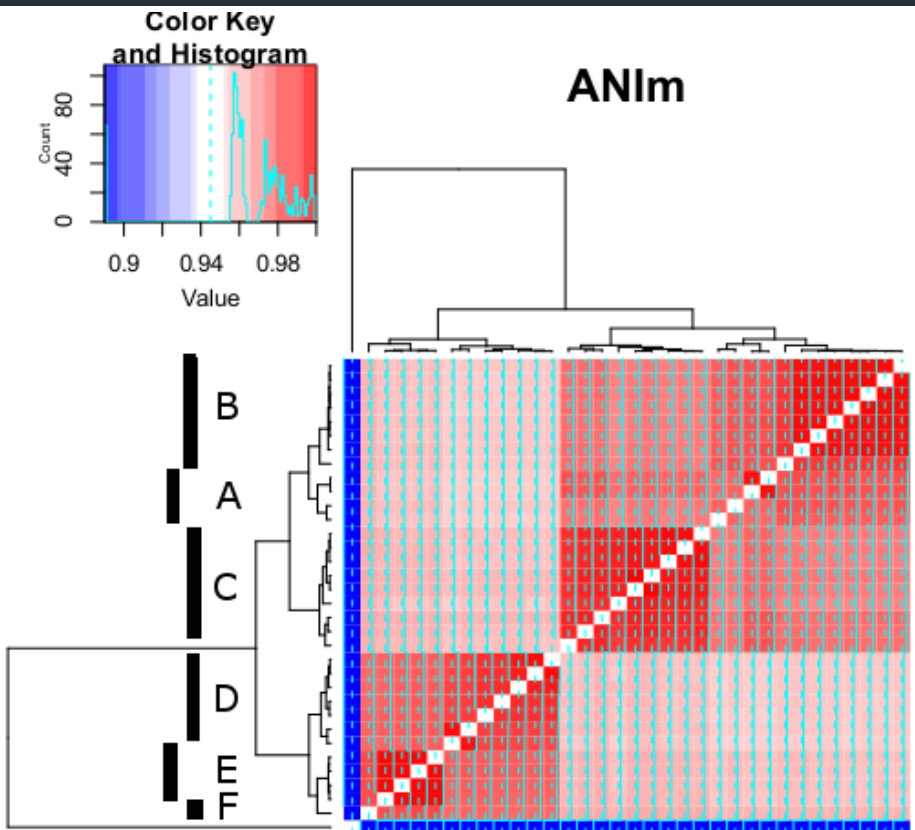 Color Key
and Histogram
ANIm
Count
0 40 80
0.9 0.94 0.98
Value
B
A
C
D
E
F